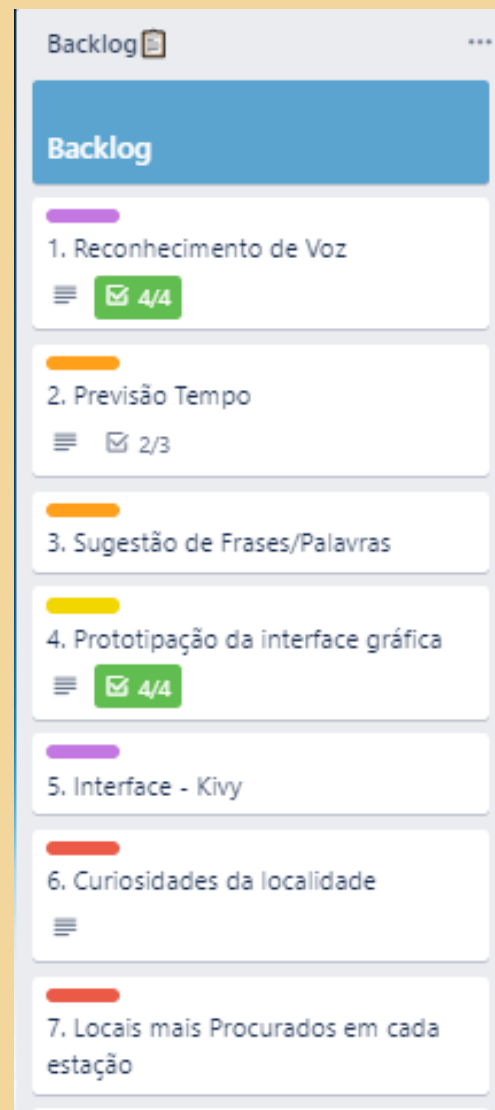 Backlog📋
Backlog
1. Reconhecimento de Voz
4/4
2. Previsão Tempo
2/3
3. Sugestão de Frases/Palavras
4. Prototipação da interface gráfica
4/4
5. Interface - Kivy
6. Curiosidades da localidade
7. Locais mais Procurados em cada
estação